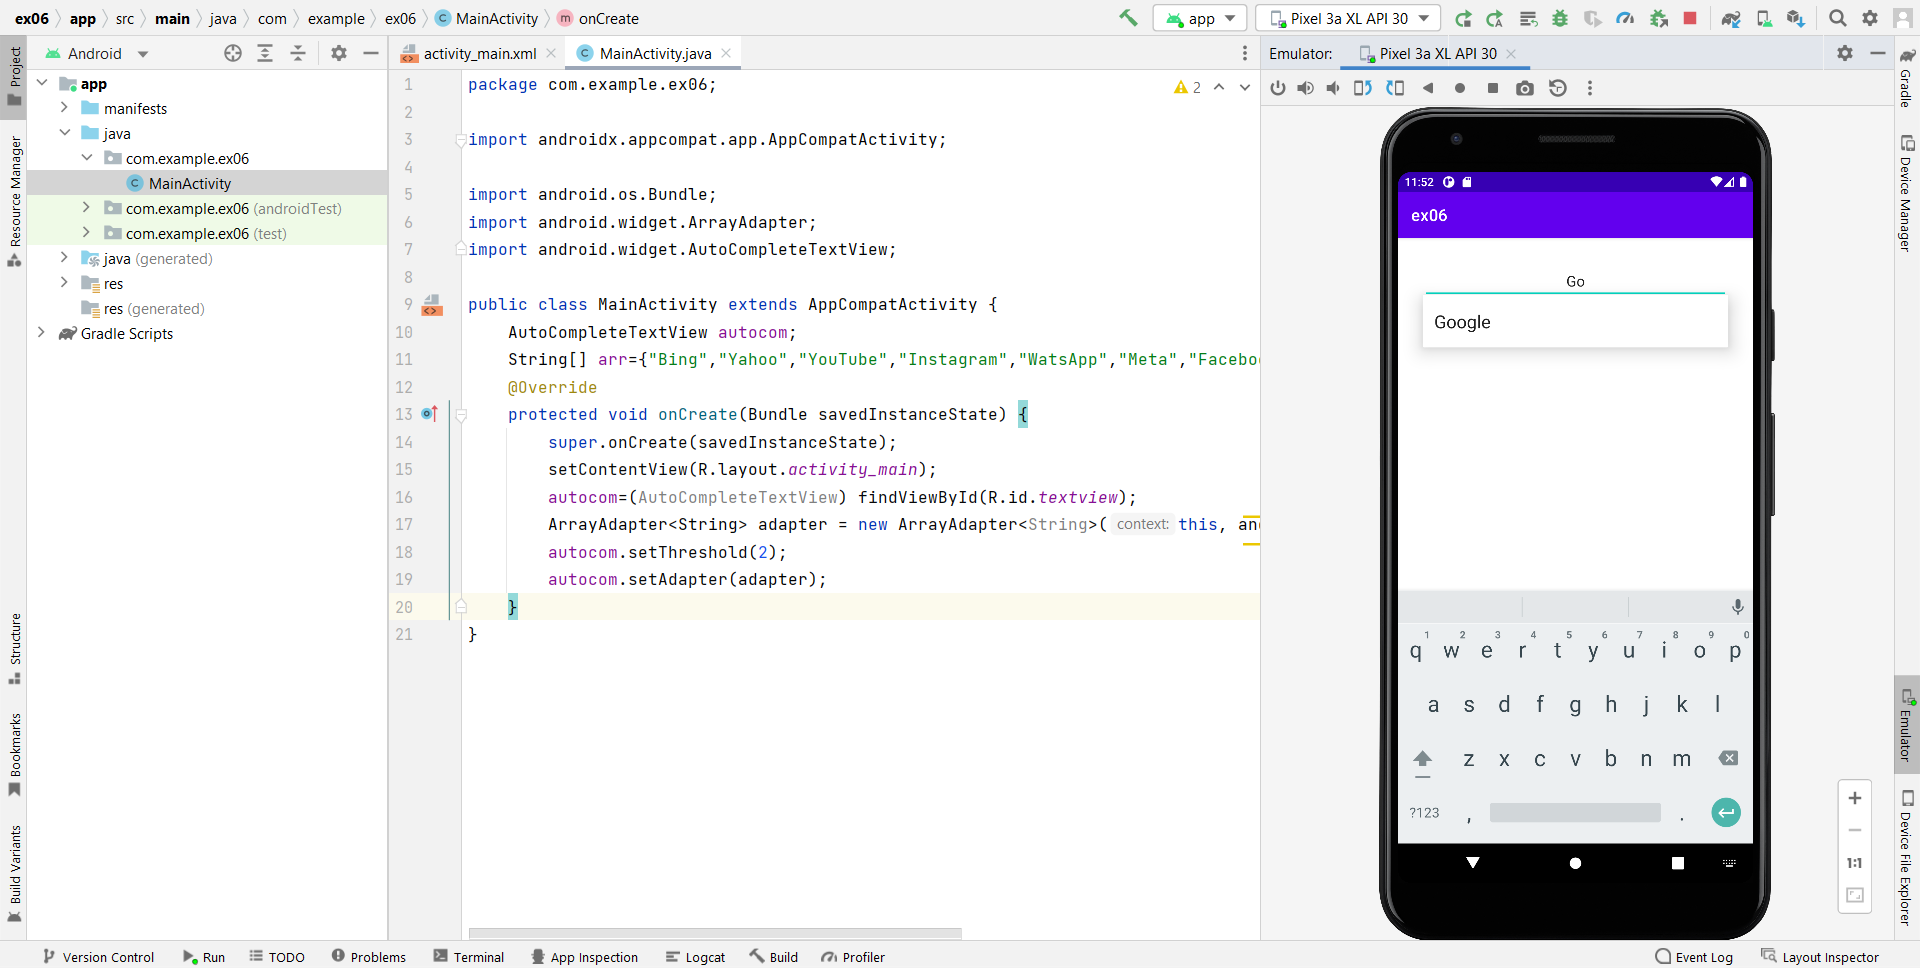 ex06 app src main java com example ex06 MainActivity onCreate
app Pixel 3a XL API 30
Android
activity_main.xml MainActivity.java
Emulator: Pixel 3a XL API 30
Project
Resource Manager
Structure
Bookmarks
Build Variants
app
manifests
java
com.example.ex06
MainActivity
com.example.ex06 (androidTest)
com.example.ex06 (test)
java (generated)
res
res (generated)
Gradle Scripts
2
1 package com.example.ex06;
2
3 import androidx.appcompat.app.AppCompatActivity;
4
5 import android.os.Bundle;
6 import android.widget.ArrayAdapter;
7 import android.widget.AutoCompleteTextView;
8
9 public class MainActivity extends AppCompatActivity {
10 AutoCompleteTextView autocom;
11 String[] arr={"Bing","Yahoo","YouTube","Instagram","WatsApp","Meta","Facebo
12 @Override
13 protected void onCreate(Bundle savedInstanceState) {
14 super.onCreate(savedInstanceState);
15 setContentView(R.layout.activity_main);
16 autocom=(AutoCompleteTextView) findViewById(R.id.textview);
17 ArrayAdapter<String> adapter = new ArrayAdapter<String>( context: this, an
18 autocom.setThreshold(2);
19 autocom.setAdapter(adapter);
20 }
21 }
11:52
ex06
Go
Google
1 2 3 4 5 6 7 8 9 0
q w e r t y u i o p
a s d f g h j k l
z x c v b n m
?123 , .
1:1
Gradle
Device Manager
Emulator
Device File Explorer
Version Control Run TODO Problems Terminal App Inspection Logcat Build Profiler Event Log Layout Inspector